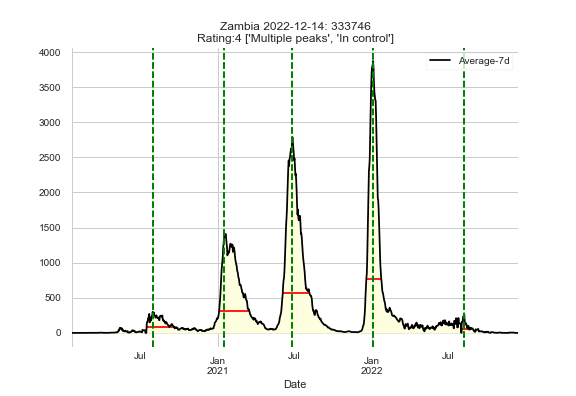 Zambia 2022-12-14: 333746
Rating:4 ['Multiple peaks', 'In control']
Average-7d
4000
3500
3000
2500
2000
1500
1000
500
0
Jul
Jan
2021
Jul
Jan
2022
Jul
Date